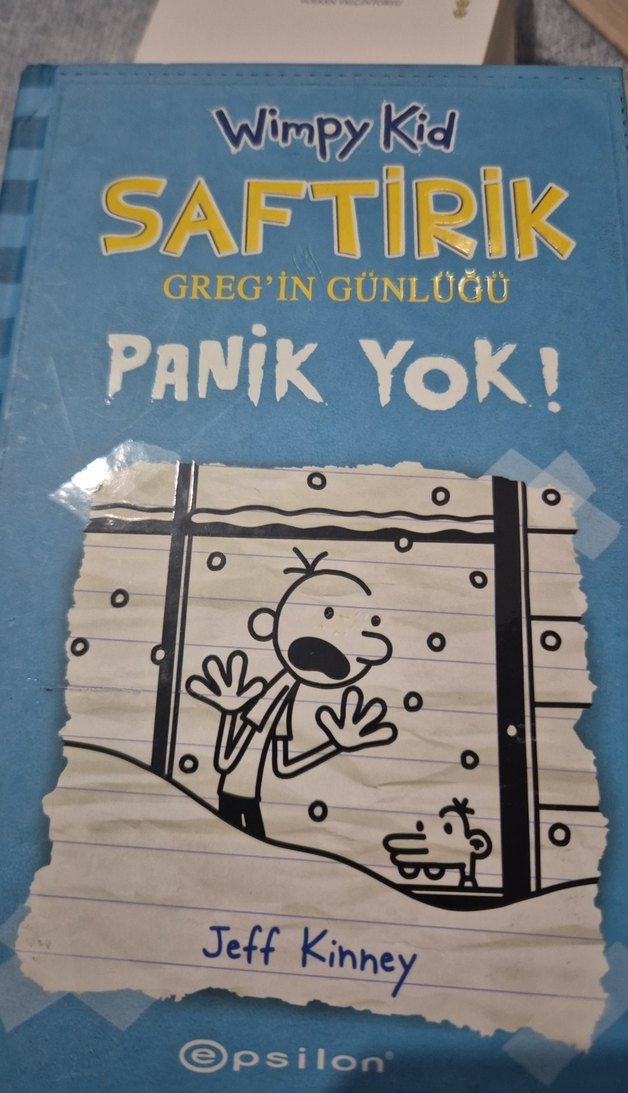 Wimpy Kid
SAFTİRİK
GREG'İN GÜNLÜĞÜ
PANİK YOK!
Jeff Kinney
epsilon